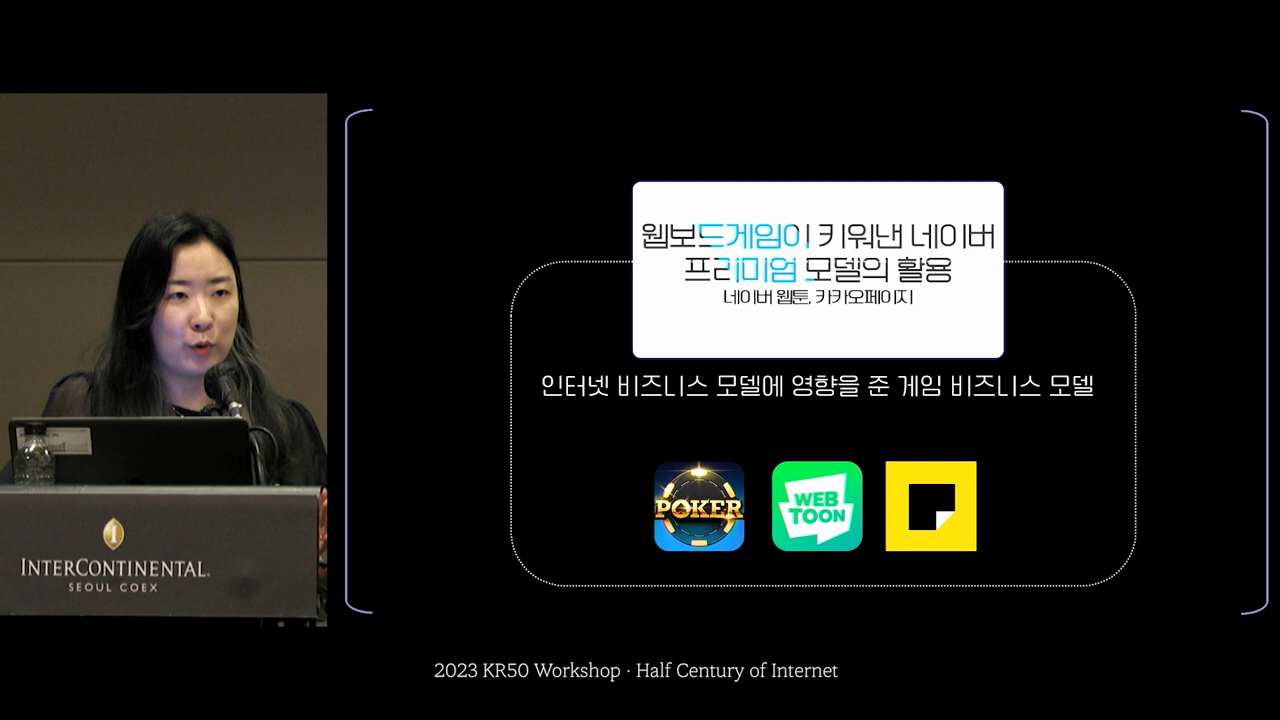 웹보드게임이 키워낸 네이버
프리미엄 모델의 활용
네이버 웹툰, 카카오페이지
인터넷 비즈니스 모델에 영향을 준 게임 비즈니스 모델
POKER
WEB
TOON
INTERCONTINENTAL.
SEOUL COEX
2023 KR50 Workshop · Half Century of Internet